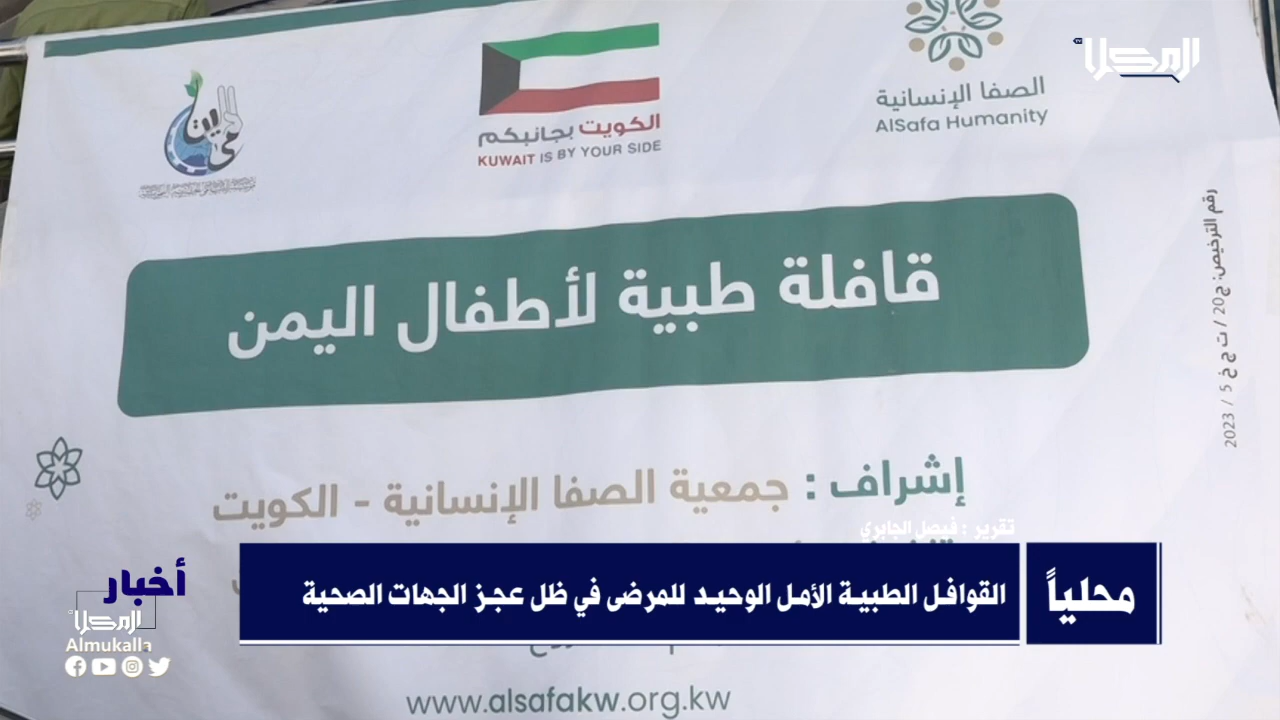 المكلا
الصفا الإنسانية
AlSafa Humanity
الكويت بجانبكم
KUWAIT IS BY YOUR SIDE
قافلة طبية لأطفال اليمن
رقم الترخيص: ج20 / ت ج خ 5 / 2023
إشراف : جمعية الصفا الإنسانية - الكويت
تقرير : فيصل الجابري
محلياً
القوافل الطبية الأمل الوحيد للمرضى في ظل عجز الجهات الصحية
أخبار
المكلا
Almukalla
www.alsafakw.org.kw